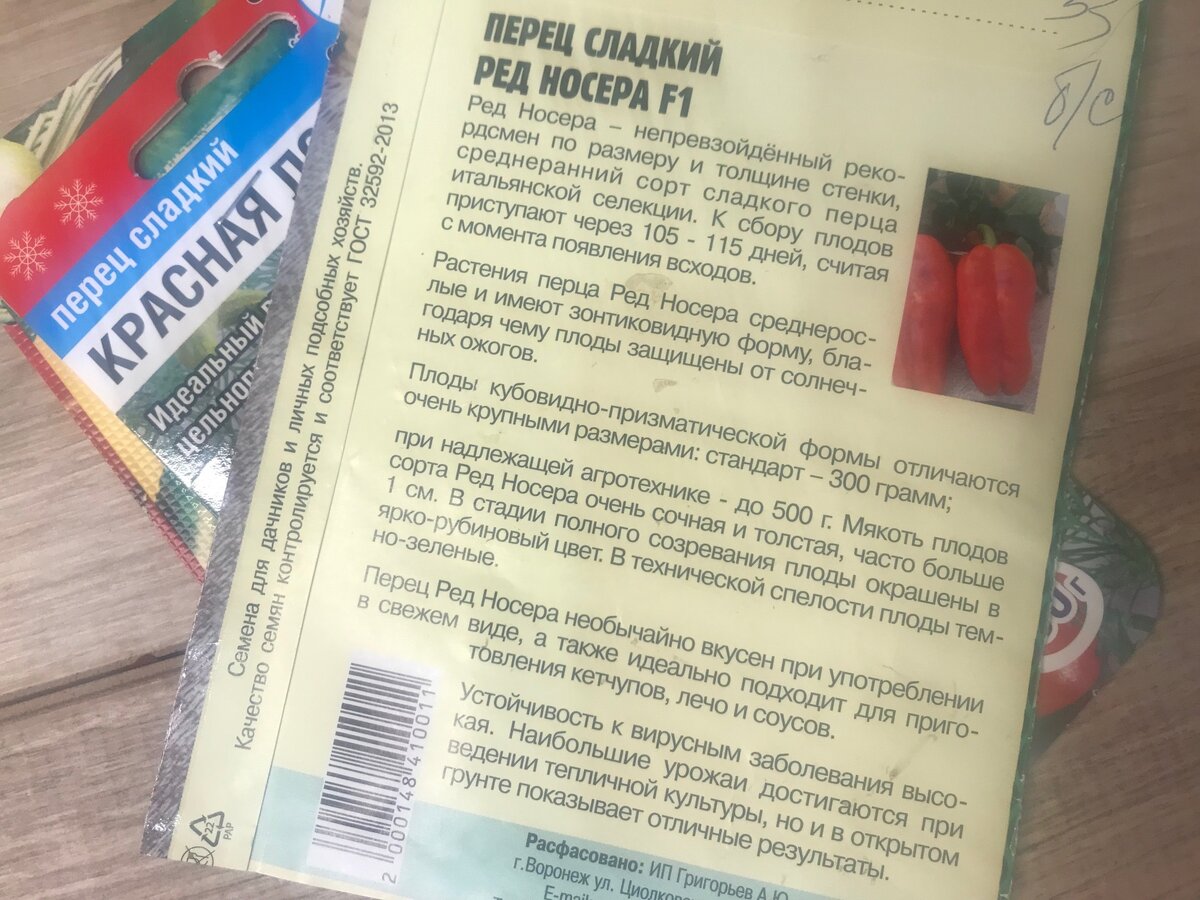 ПЕРЕЦ СЛАДКИЙ
РЕД НОСЕРА F1
Ред Носера – непревзойдённый реко-
рдсмен по размеру и толщине стенки,
среднеранний сорт сладкого перца
итальянской селекции. К сбору плодов
приступают через 105 - 115 дней, считая
с момента появления всходов.
Растения перца Ред Носера среднерос-
лые и имеют зонтиковидную форму, бла-
годаря чему плоды защищены от солнеч-
ных ожогов.
Плоды кубовидно-призматической формы отличаются
очень крупными размерами: стандарт – 300 грамм;
при надлежащей агротехнике - до 500 г. Мякоть плодов
сорта Ред Носера очень сочная и толстая, часто больше
1 см. В стадии полного созревания плоды окрашены в
ярко-рубиновый цвет. В технической спелости плоды тем-
но-зеленые.
Перец Ред Носера необычайно вкусен при употреблении
в свежем виде, а также идеально подходит для приго-
товления кетчупов, лечо и соусов.
Устойчивость к вирусным заболевания высо-
кая. Наибольшие урожаи достигаются при
ведении тепличной культуры, но и в открытом
грунте показывает отличные результаты.
Расфасовано: ИП Григорьев А.Ю.
г.Воронеж ул.
E-mail
2 000148 410011
22
PAP
Семена для дачников и личных подсобных хозяйств.
Качество семян контролируется и соответствует ГОСТ 32592-2013
33
б/с
перец сладкий
КРАСНАЯ
Идеальный